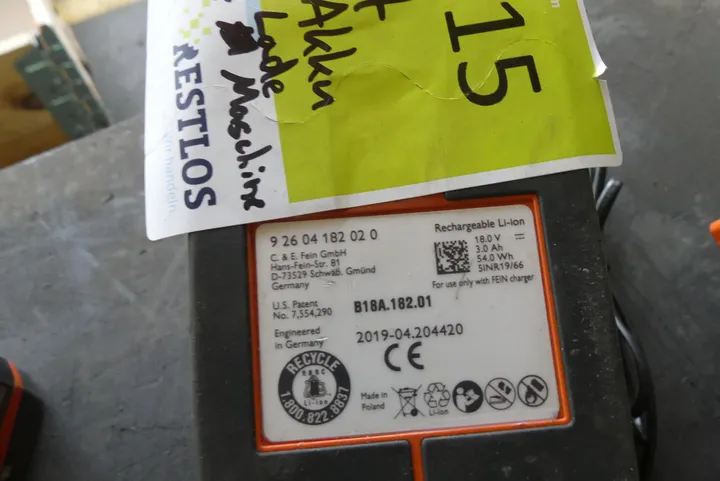 15
Akku
Lade
Maschine
RESTLOS
9 26 04 182 02 0
C. & E. Fein GmbH
Hans-Fein-Str. 81
D-73529 Schwäb. Gmünd
Germany
U.S. Patent
No. 7,554,290
Engineered
in Germany
Rechargeable Li-Ion
18.0 V
3.0 Ah
54.0 Wh
5INR19/66
For use only with FEIN charger
B18A.182.01
2019-04.204420
CE
RECYCLE
RBRC
Li-Ion
1.800.822.8837
Made in
Poland
Li-Ion